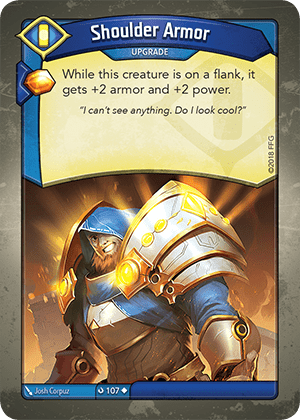 Shoulder Armor
UPGRADE
While this creature is on a flank, it
gets +2 armor and +2 power.
“I can’t see anything. Do I look cool?”
©2018 FFG
Josh Corpuz
107